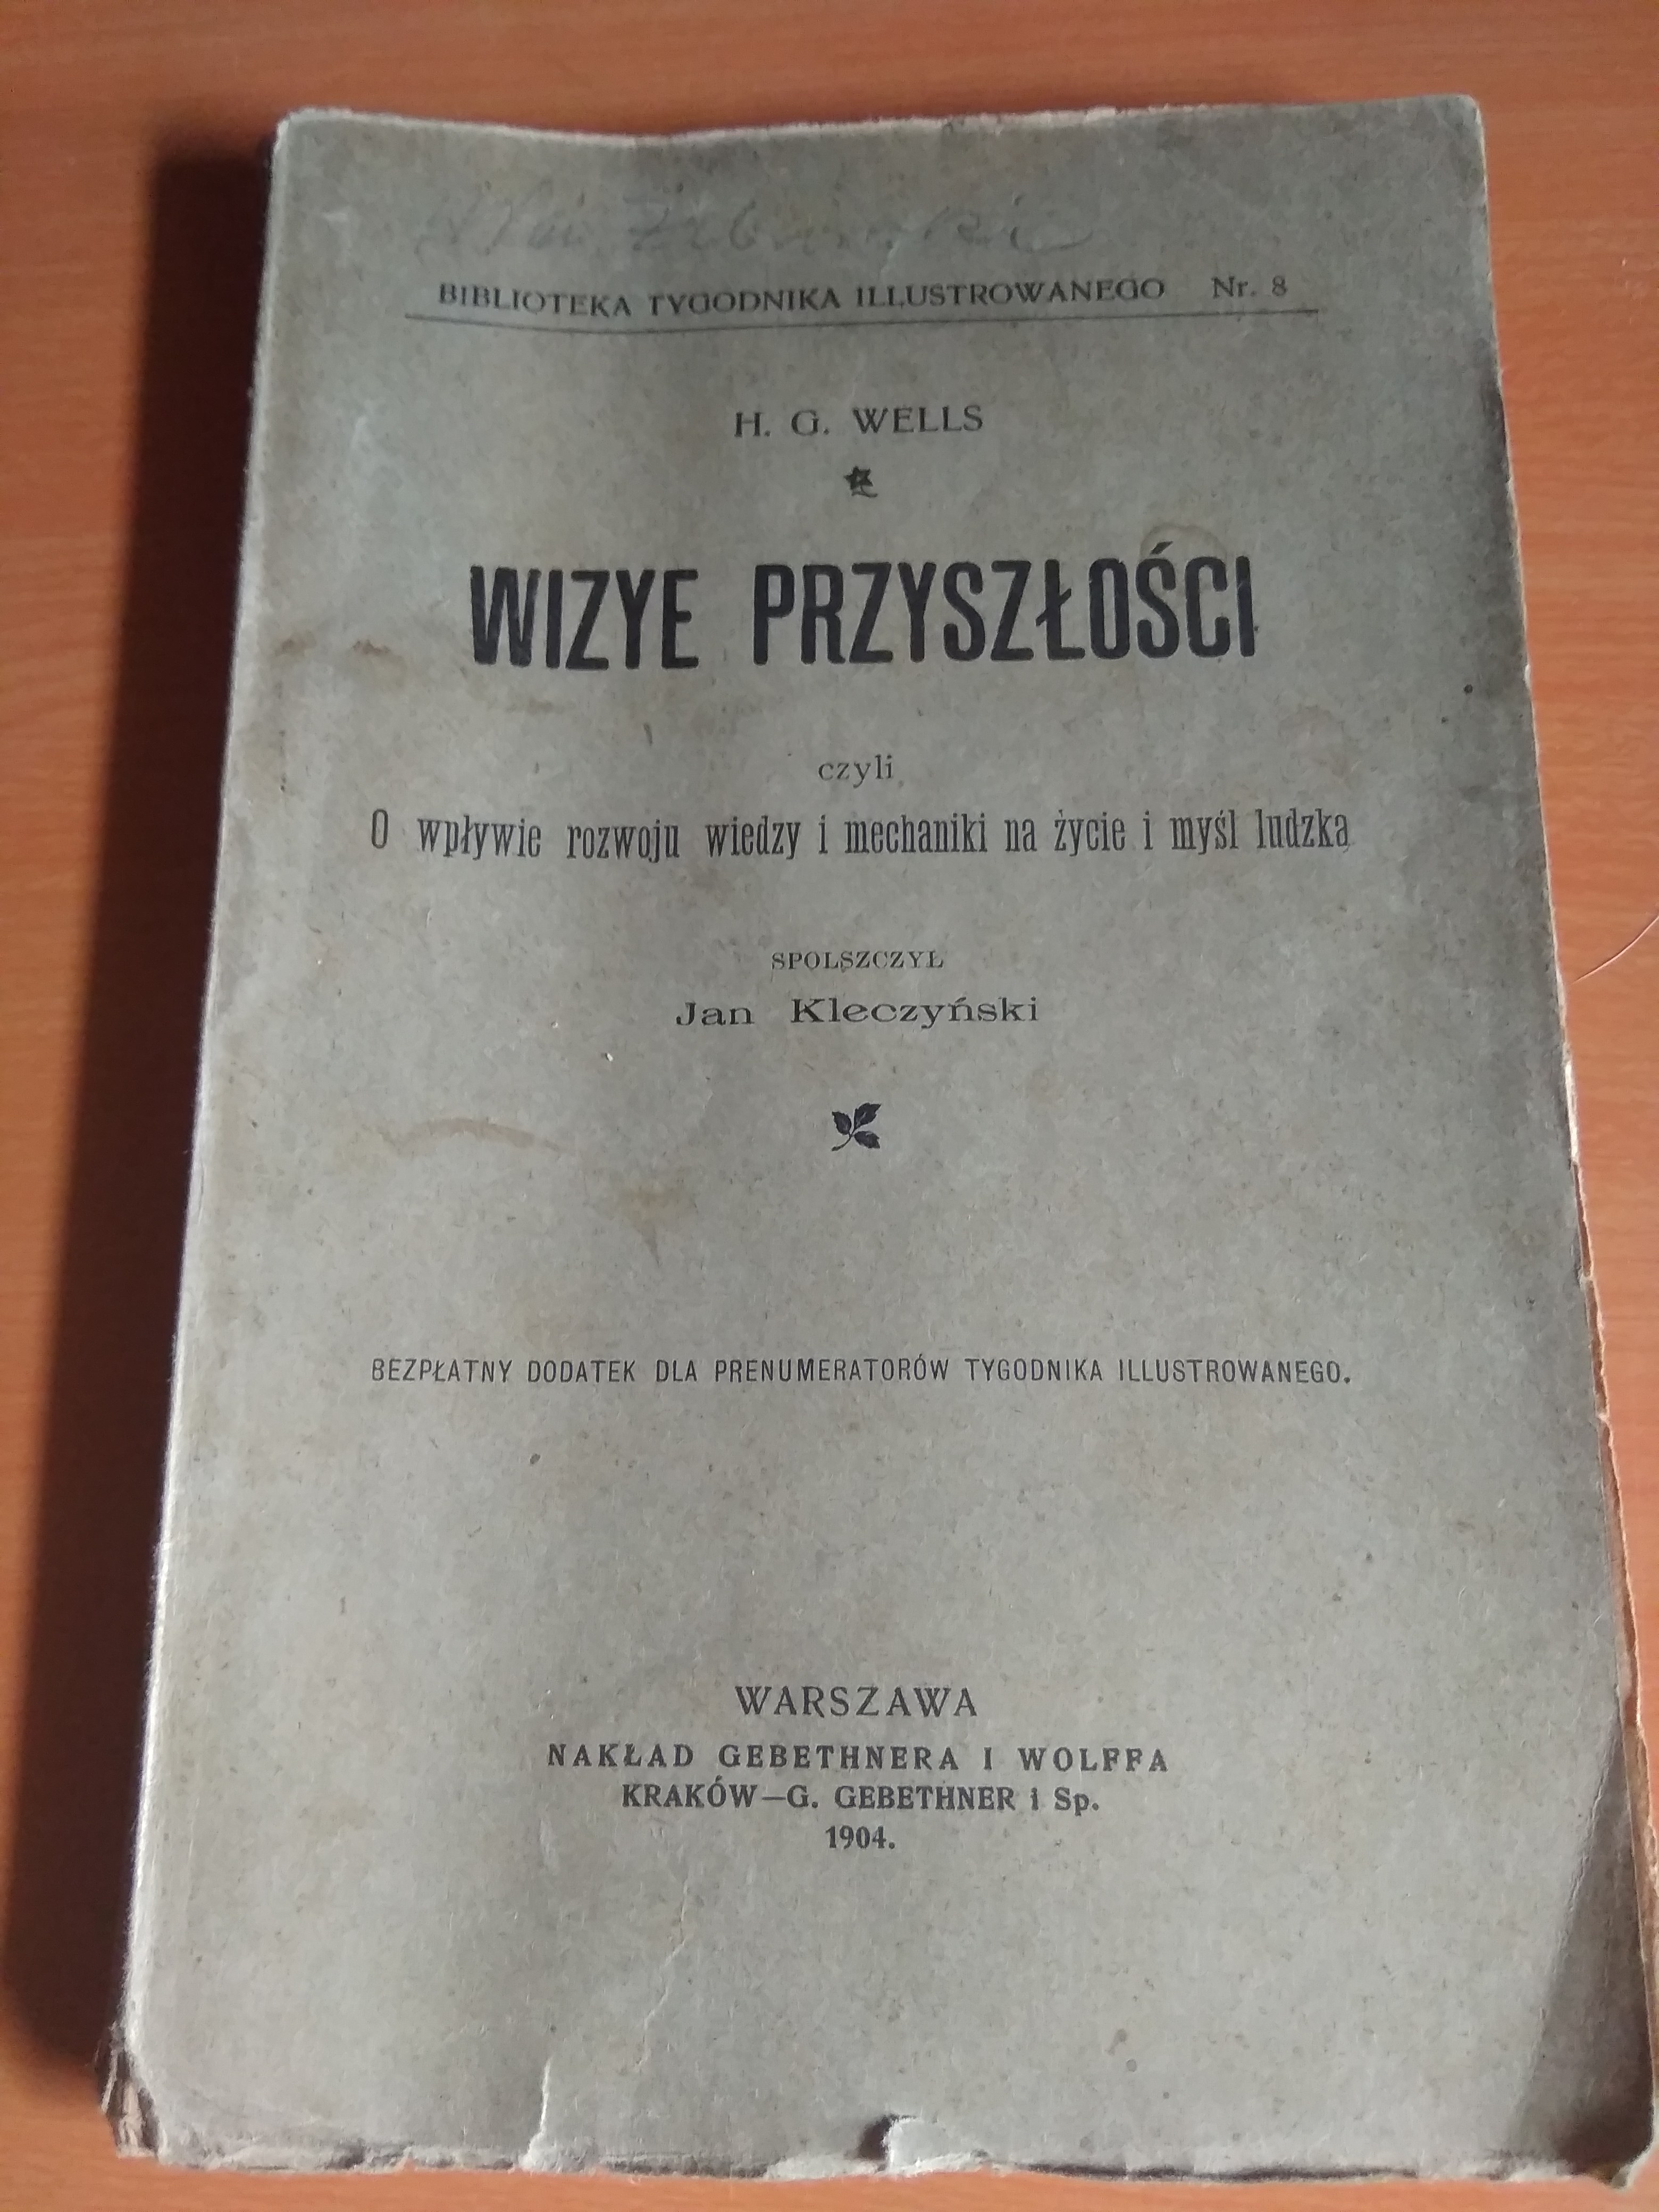 BIBLIOTEKA TYGODNIKA ILLUSTROWANEGO Nr. 8
H. G. WELLS
WIZYE PRZYSZŁOŚCI
czyli
O wpływie rozwoju wiedzy i mechaniki na życie i myśl ludzką
SPOLSZCZYŁ
Jan Kleczyński
BEZPŁATNY DODATEK DLA PRENUMERATORÓW TYGODNIKA ILLUSTROWANEGO.
WARSZAWA
NAKŁAD GEBETHNERA I WOLFFA
KRAKÓW—G. GEBETHNER i Sp.
1904.